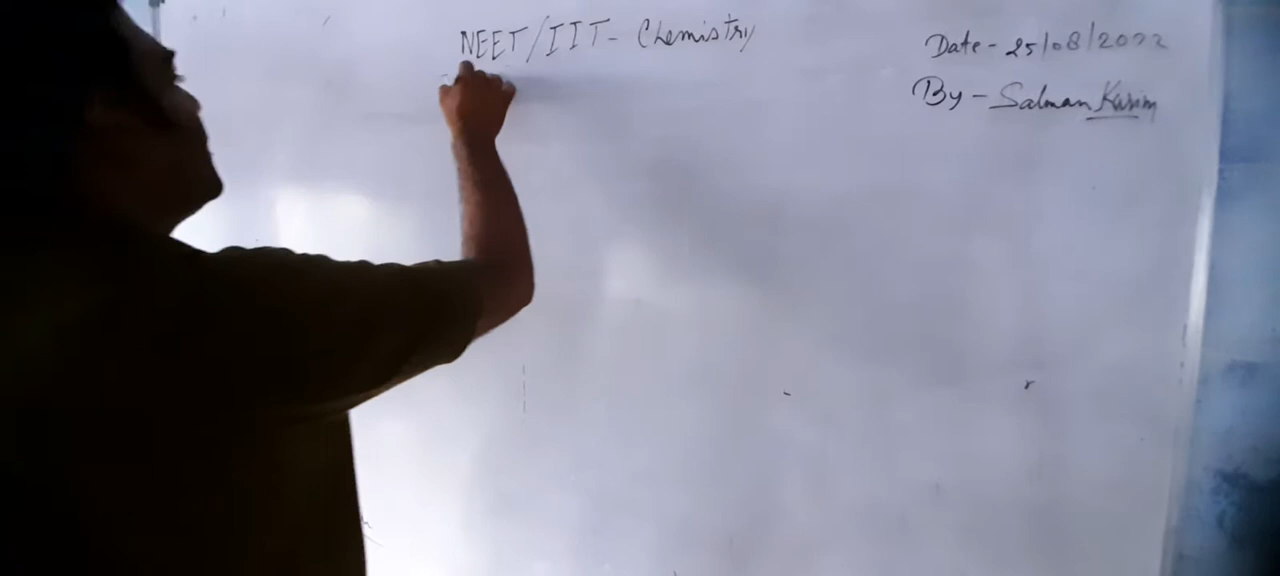 NEET/IIT- Chemistry
Date - 25/08/2022
By - Salman Karim